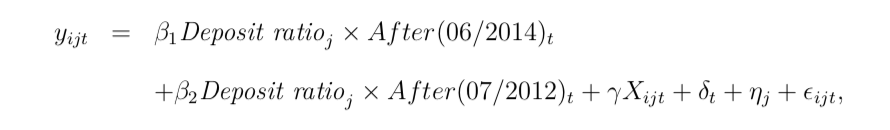 y_{ijt} = β_1 Deposit ratio_j × After(06/2014)_t
+β_2 Deposit ratio_j × After(07/2012)_t + γX_{ijt} + δ_t + η_j + ϵ_{ijt},